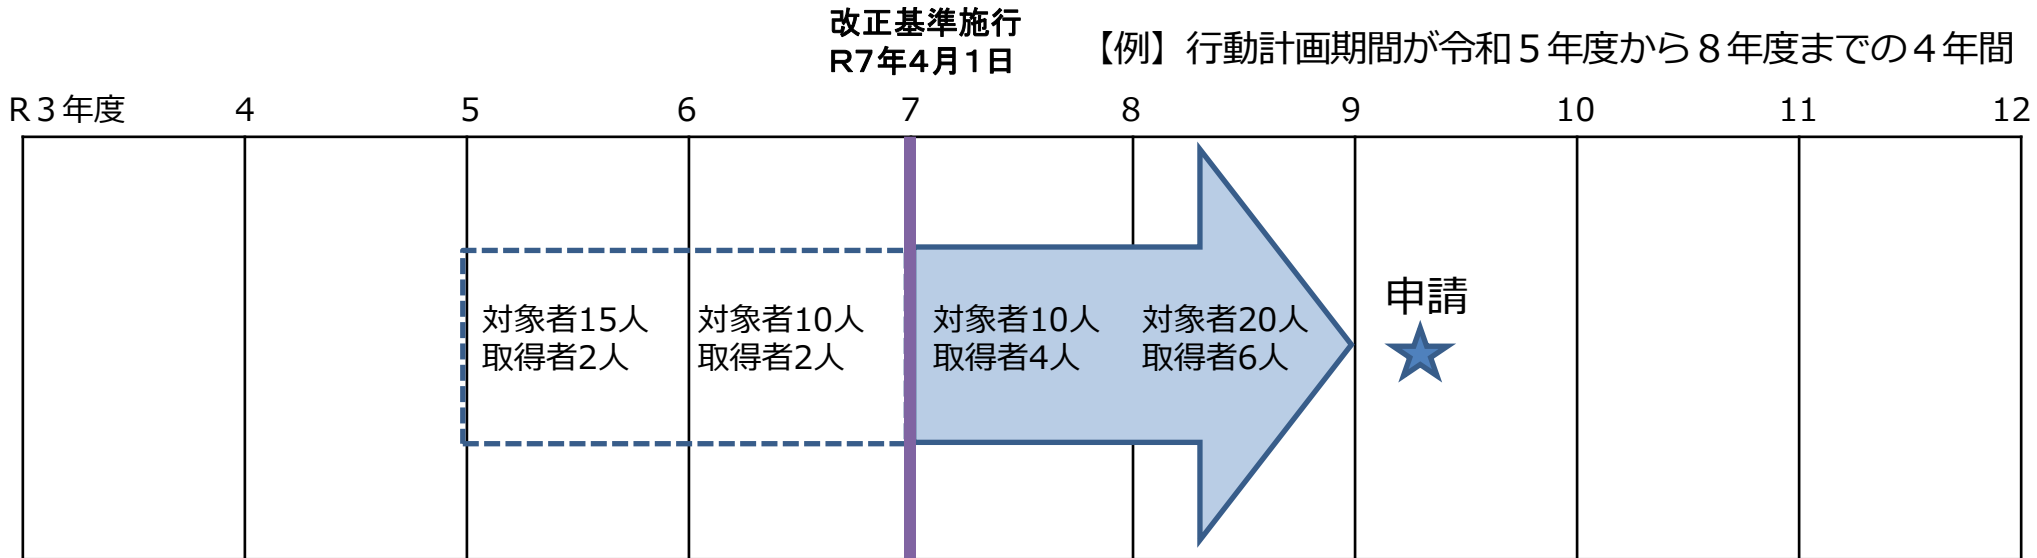 改正基準施行
R7年4月1日
【例】行動計画期間が令和５年度から８年度までの４年間
R３年度 4 5 6 7 8 9 10 11 12
対象者15人
取得者2人
対象者10人
取得者2人
対象者10人
取得者4人
対象者20人
取得者6人
申請